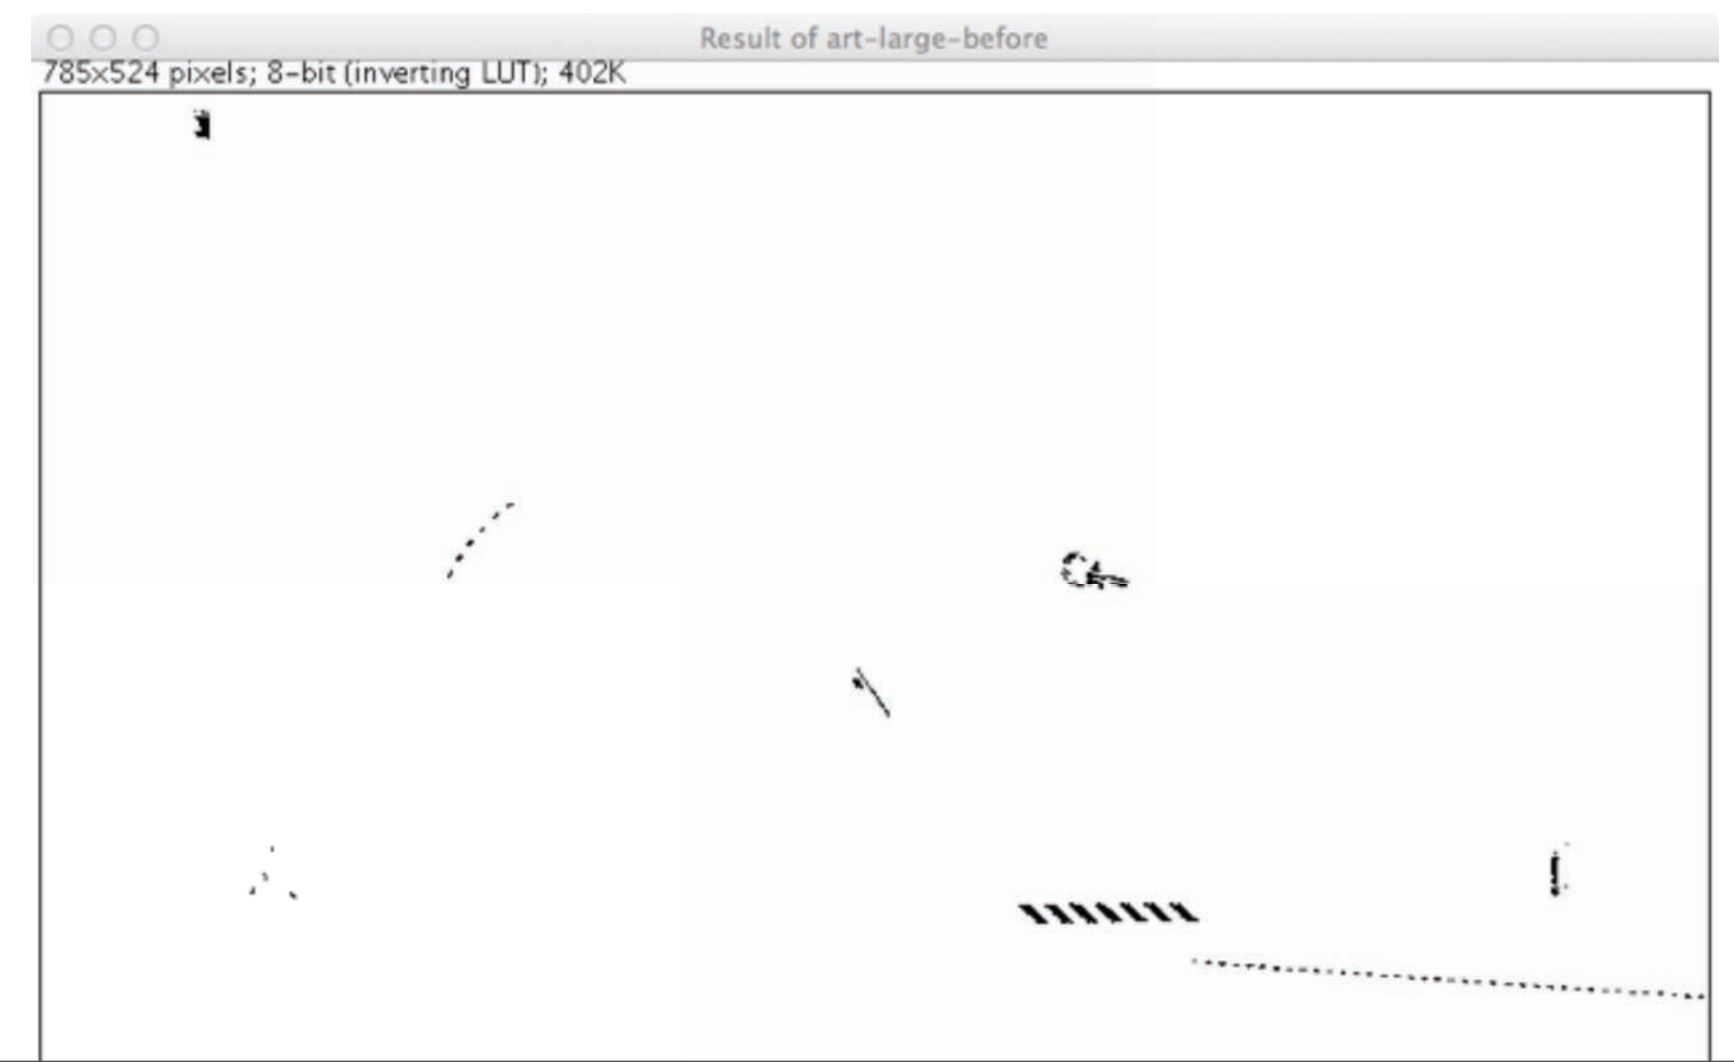 Result of art-large-before
785x524 pixels; 8-bit (inverting LUT); 402K